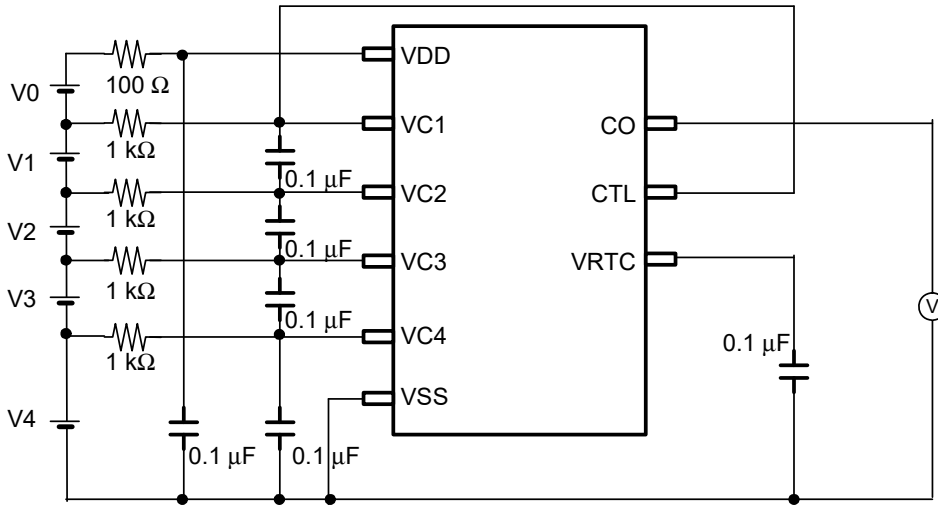 VDD
100 Ω
V0
VC1
CO
1 kΩ
V1
0.1 μF
VC2
CTL
1 kΩ
V2
0.1 μF
VC3
VRTC
1 kΩ
V3
0.1 μF
V
VC4
1 kΩ
0.1 μF
VSS
V4
0.1 μF
0.1 μF